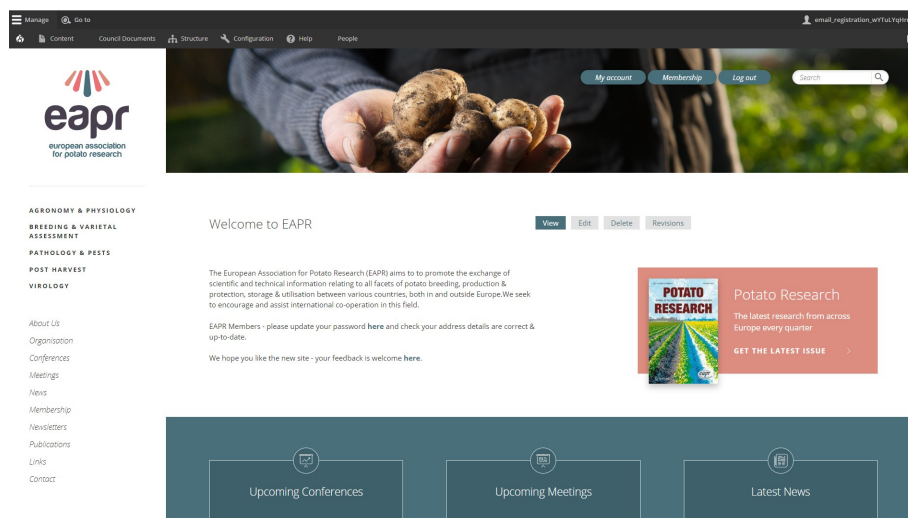 Manage Go to
Content Council Documents Structure Configuration Help People
My account Membership Log out Search
eapr
european association
for potato research
AGRONOMY & PHYSIOLOGY
BREEDING & VARIETAL
ASSESSMENT
PATHOLOGY & PESTS
POST HARVEST
VIROLOGY
About Us
Organisation
Conferences
Meetings
News
Membership
Newsletters
Publications
Links
Contact
Welcome to EAPR
View Edit Delete Revisions
The European Association for Potato Research (EAPR) aims to to promote the exchange of
scientific and technical information relating to all facets of potato breeding, production &
protection, storage & utilisation between various countries, both in and outside Europe.We seek
to encourage and assist international co-operation in this field.
EAPR Members - please update your password here and check your address details are correct &
up-to-date.
We hope you like the new site - your feedback is welcome here.
POTATO
RESEARCH
eapr
Potato Research
The latest research from across
Europe every quarter
GET THE LATEST ISSUE
Upcoming Conferences
Upcoming Meetings
Latest News